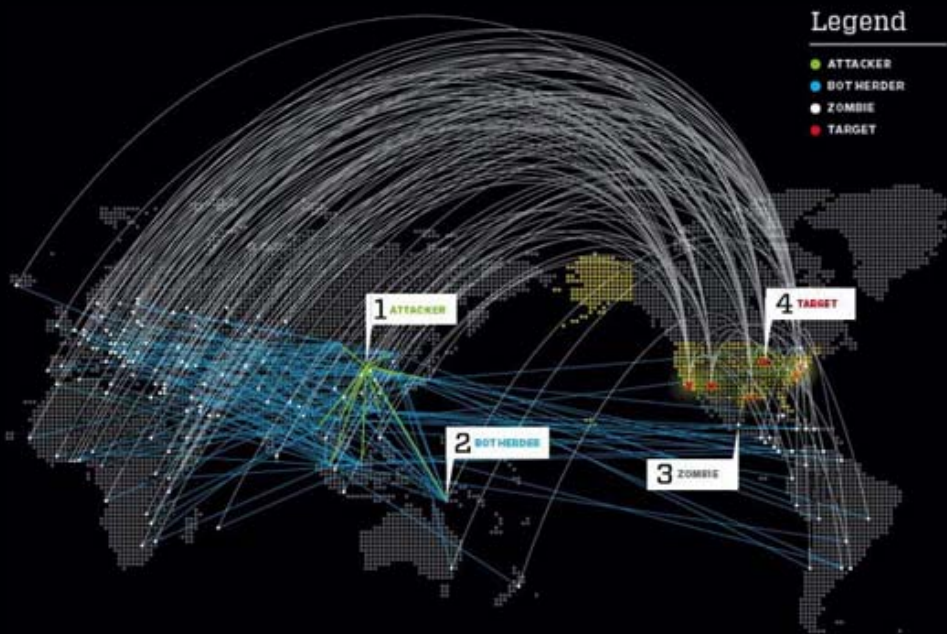 Legend
ATTACKER
BOT HERDER
ZOMBIE
TARGET
1 ATTACKER
4 TARGET
2 BOT HERDER
3 ZOMBIE